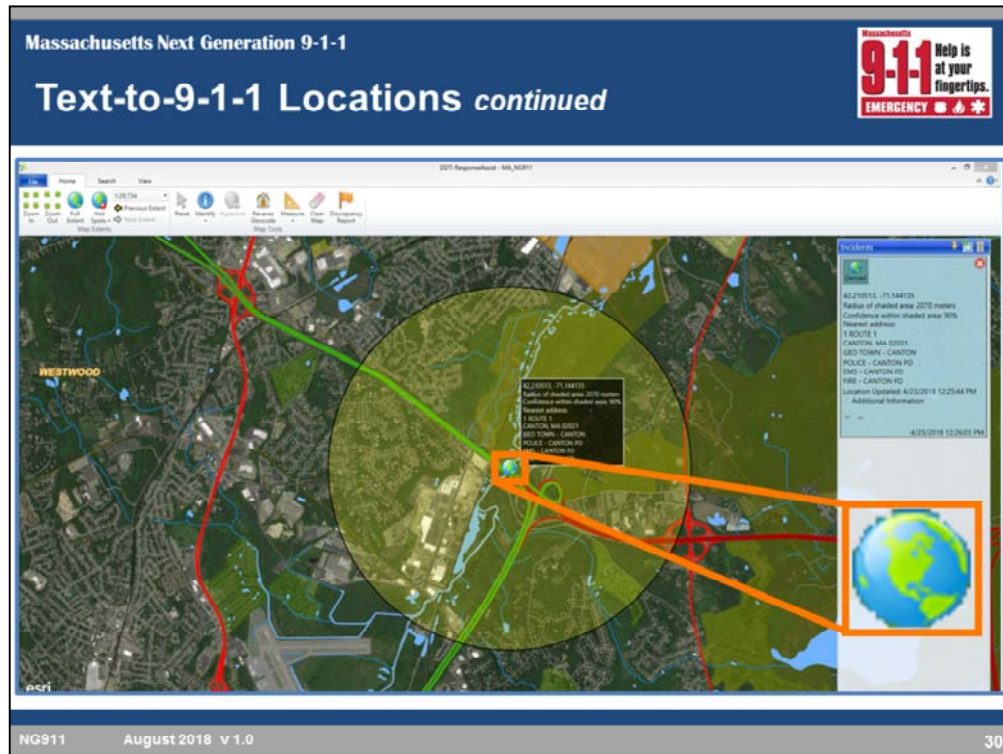 Massachusetts Next Generation 9-1-1
Text-to-9-1-1 Locations continued
Massachusetts
9-1-1
Help is
at your
fingertips.
EMERGENCY
DDTI-ResponseAssist - MA_NG911
File Home Search View
Zoom In
Zoom Out
Full Extent
Hot Spots
Previous Extent
Next Extent
Map Extents
Reset
Identify
Hyperlink
Reverse Geocode
Measure
Clear Map
Discrepancy Report
Map Tools
WESTWOOD
42.210513, -71.144135
Radius of shaded area: 2070 meters
Confidence within shaded area: 90%
Nearest address:
1 ROUTE 1
CANTON, MA 02021
GEO TOWN - CANTON
POLICE - CANTON PD
EMS - CANTON FD
Incidents
Derived
42.210513, -71.144135
Radius of shaded area: 2070 meters
Confidence within shaded area: 90%
Nearest address:
1 ROUTE 1
CANTON, MA 02021
GEO TOWN - CANTON
POLICE - CANTON PD
EMS - CANTON FD
FIRE - CANTON FD
Location Updated: 4/23/2018 12:25:44 PM
Additional Information
4/23/2018 12:26:03 PM
esri
NG911 August 2018 v 1.0 30